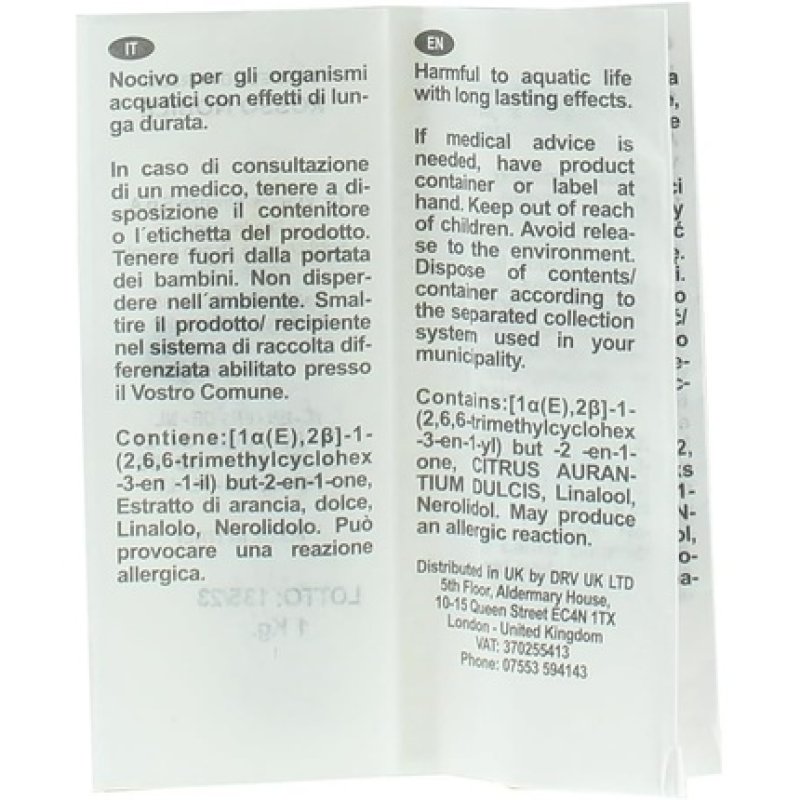 IT
Nocivo per gli organismi
acquatici con effetti di lun-
ga durata.
In caso di consultazione
di un medico, tenere a di-
sposizione il contenitore
o l´etichetta del prodotto.
Tenere fuori dalla portata
dei bambini. Non disper-
dere nell´ambiente. Smal-
tire il prodotto/ recipiente
nel sistema di raccolta dif-
ferenziata abilitato presso
il Vostro Comune.
Contiene:[1α(E),2β]-1-
(2,6,6-trimethylcyclohex
-3-en -1-il) but-2-en-1-one,
Estratto di arancia, dolce,
Linalolo, Nerolidolo. Può
provocare una reazione
allergica.
LOTTO: 135/23
1 Kg.
EN
Harmful to aquatic life
with long lasting effects.
If medical advice is
needed, have product
container or label at
hand. Keep out of reach
of children. Avoid relea-
se to the environment.
Dispose of contents/
container according to
the separated collection
system used in your
municipality.
Contains:[1α(E),2β]-1-
(2,6,6-trimethylcyclohex
-3-en-1-yl) but -2 -en-1-
one, CITRUS AURAN-
TIUM DULCIS, Linalool,
Nerolidol. May produce
an allergic reaction.
Distributed in UK by DRV UK LTD
5th Floor, Aldermary House,
10-15 Queen Street EC4N 1TX
London - United Kingdom
VAT: 370255413
Phone: 07553 594143